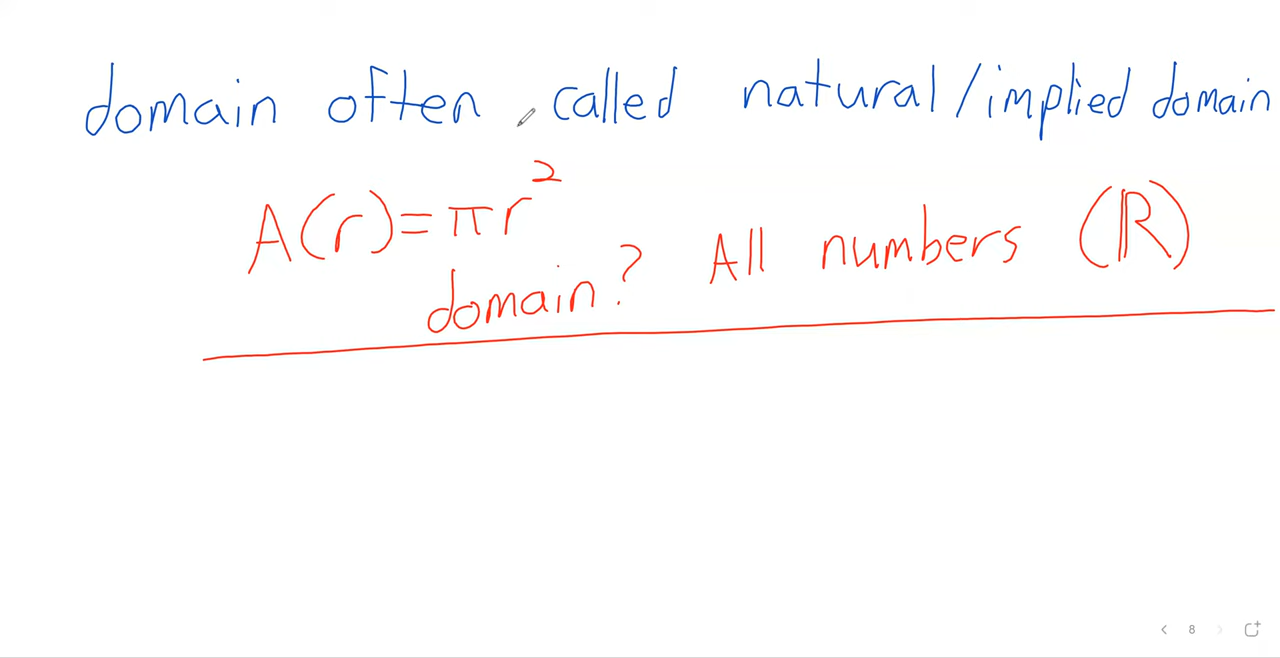 domain often called natural/implied domain
A(r)=πr²
domain? All numbers (ℝ)
8